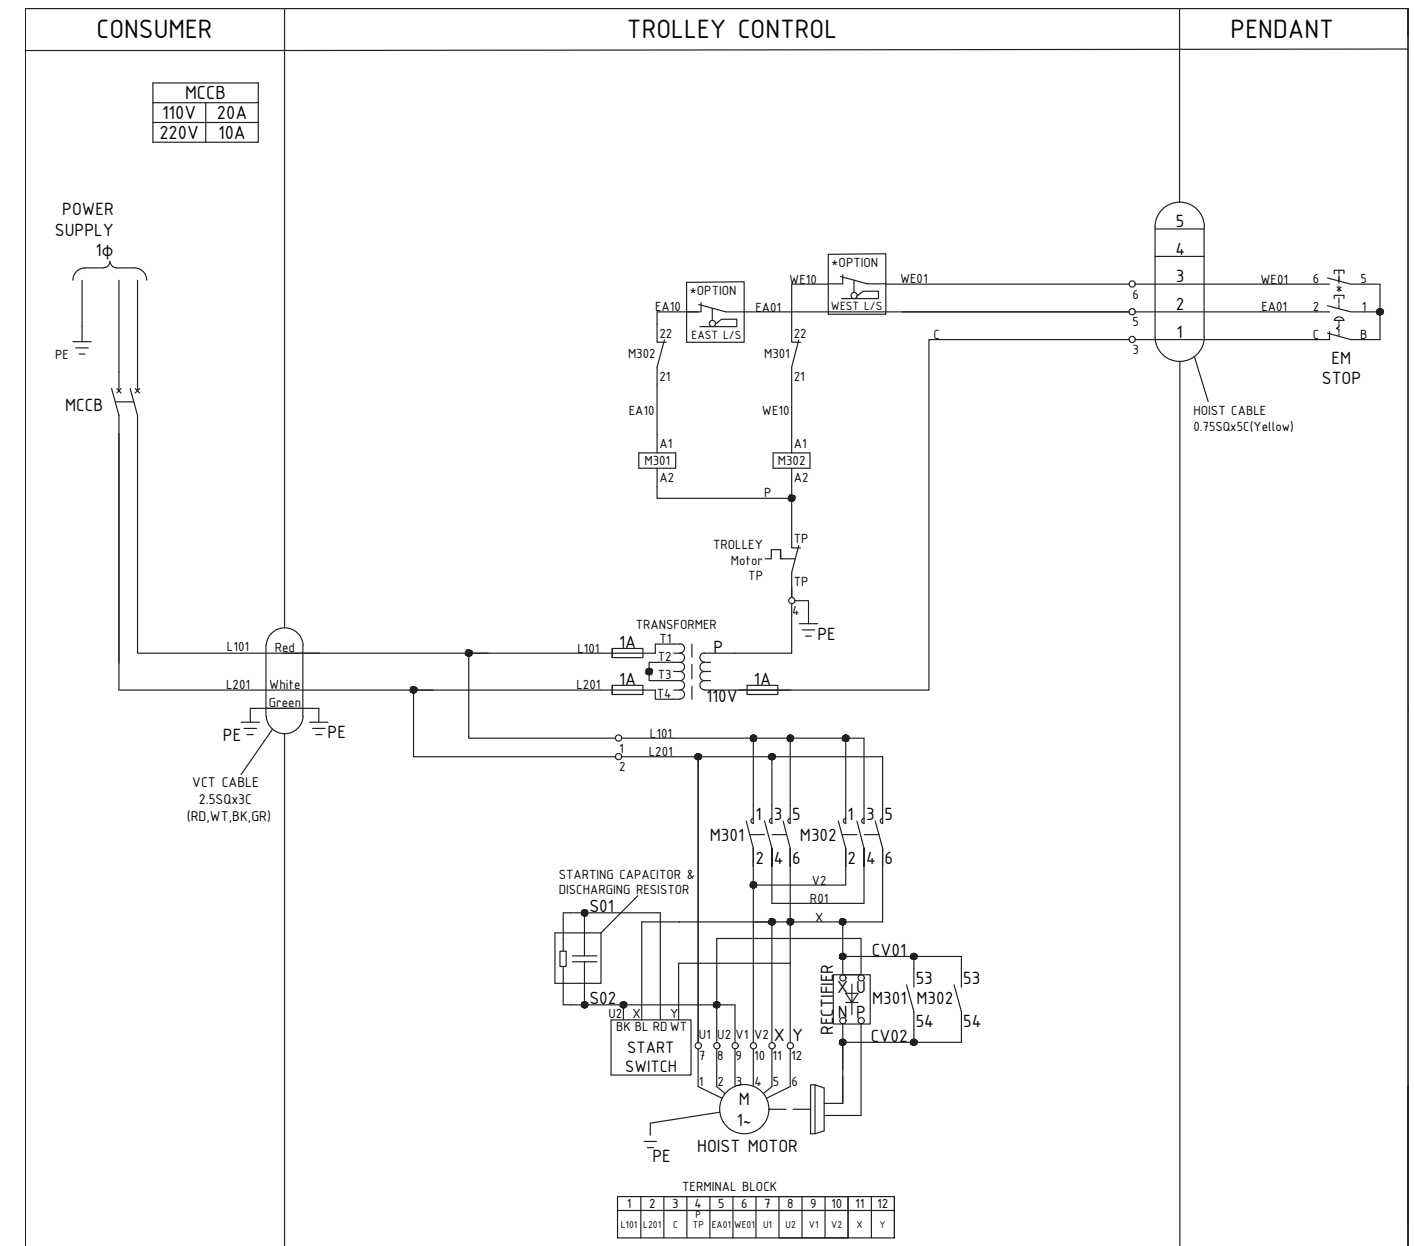 CONSUMER
TROLLEY CONTROL
PENDANT
MCCB
110V 20A
220V 10A
POWER
SUPPLY
1φ
PE
MCCB
*OPTION
WE10
WE01
WEST L/S
*OPTION
EA10
EA01
EAST L/S
22
M302
21
22
M301
21
EA10
WE10
A1
M301
A2
A1
M302
A2
P
C
6
5
3
5
4
3
2
1
WE01 6 5
*
EA01 2 1
C B
EM
STOP
HOIST CABLE
0.75SQx5C(Yellow)
TROLLEY
Motor
TP
TP
TP
4
PE
TRANSFORMER
L101
Red
L101
1A
T1
T2
P
T3
L201
White
L201
1A
T4
110V
1A
Green
PE
PE
VCT CABLE
2.5SQx3C
(RD,WT,BK,GR)
L101
1
L201
2
1 3 5
M301
2 4 6
1 3 5
M302
2 4 6
V2
R01
X
STARTING CAPACITOR &
DISCHARGING RESISTOR
S01
S02
U2 X Y
BK BL RD WT
START
SWITCH
U1 U2 V1 V2 X Y
7 8 9 10 11 12
1 2 3 4 5 6
M
1~
HOIST MOTOR
PE
RECTIFIER
X U
N P
CV01
53
M301
54
53
M302
54
CV02
TERMINAL BLOCK
1 2 3 4 5 6 7 8 9 10 11 12
L101 L201 C P TP EA01 WE01 U1 U2 V1 V2 X Y